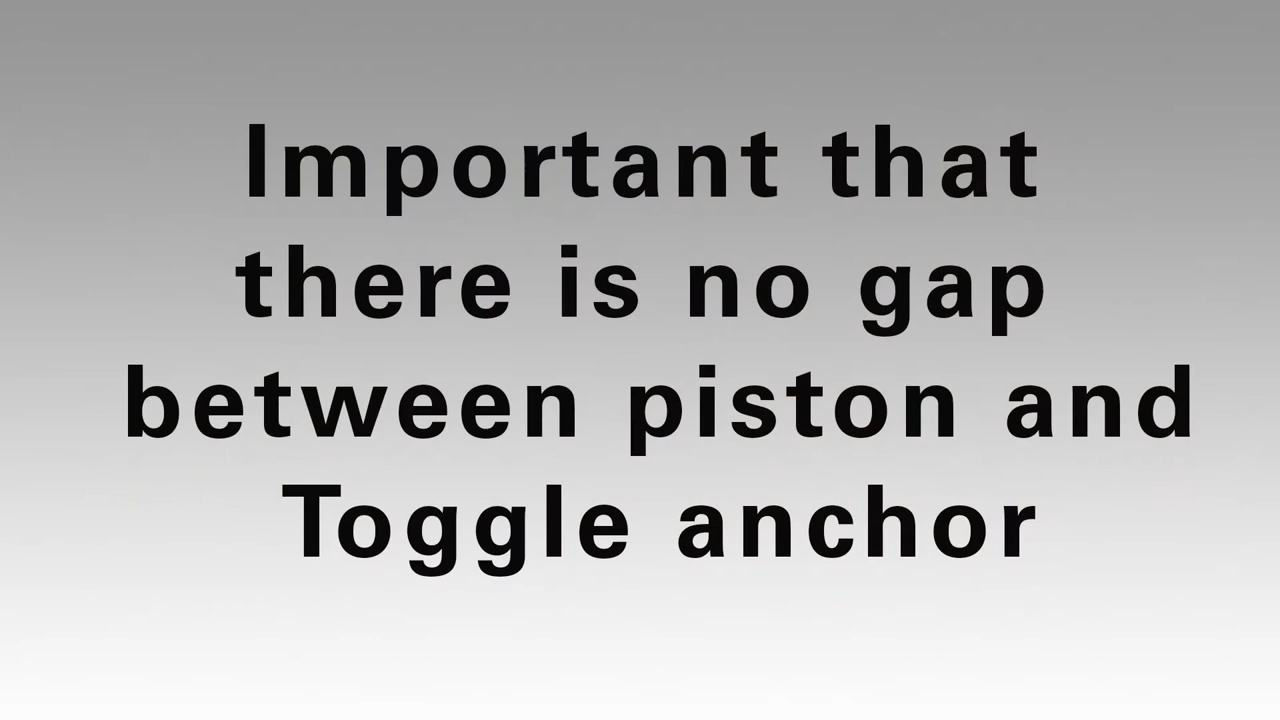 Important that
there is no gap
between piston and
Toggle anchor